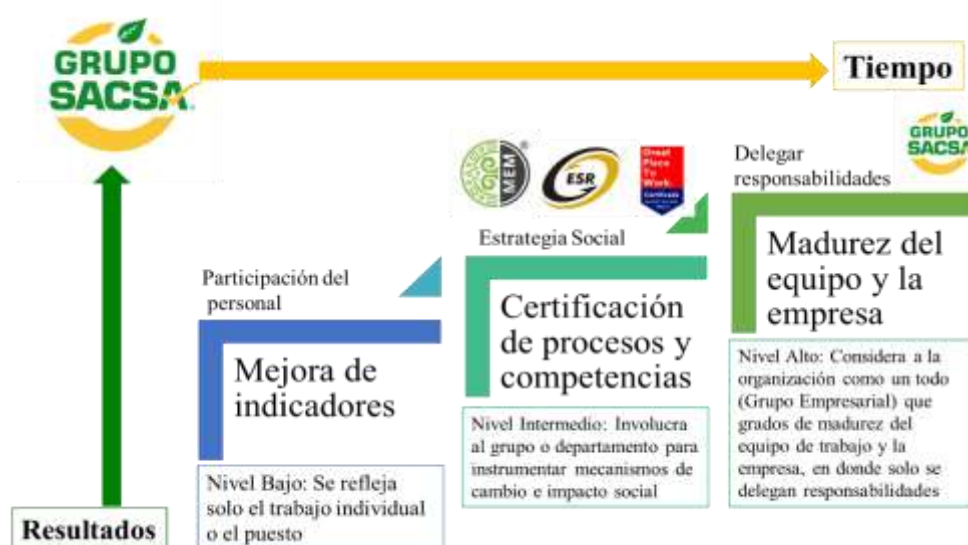 GRUPO
SACSA
Tiempo
MEM
ESR
Great
Place
To
Work.
GRUPO
SACSA
Delegar
responsabilidades
Estrategia Social
Participación del
personal
Madurez del
equipo y la
empresa
Certificación
de procesos y
competencias
Mejora de
indicadores
Nivel Alto: Considera a la
organización como un todo
(Grupo Empresarial) que
grados de madurez del
equipo de trabajo y la
empresa, en donde solo se
delegan responsabilidades
Nivel Intermedio: Involucra
al grupo o departamento para
instrumentar mecanismos de
cambio e impacto social
Nivel Bajo: Se refleja
solo el trabajo individual
o el puesto
Resultados